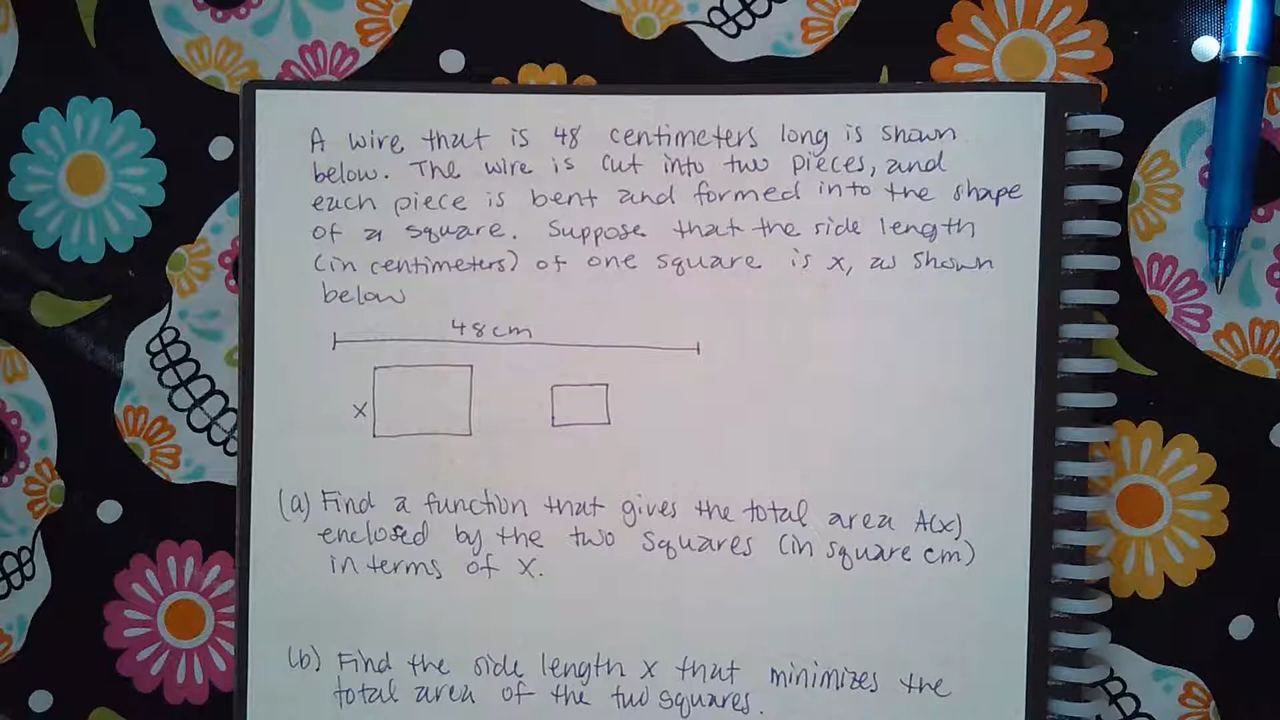 A wire that is 48 centimeters long is shown
below. The wire is cut into two pieces, and
each piece is bent and formed into the shape
of a square. Suppose that the side length
(in centimeters) of one square is x, as shown
below
48cm
x
(a) Find a function that gives the total area A(x)
enclosed by the two squares (in square cm)
in terms of x.
(b) Find the side length x that minimizes the
total area of the two squares.